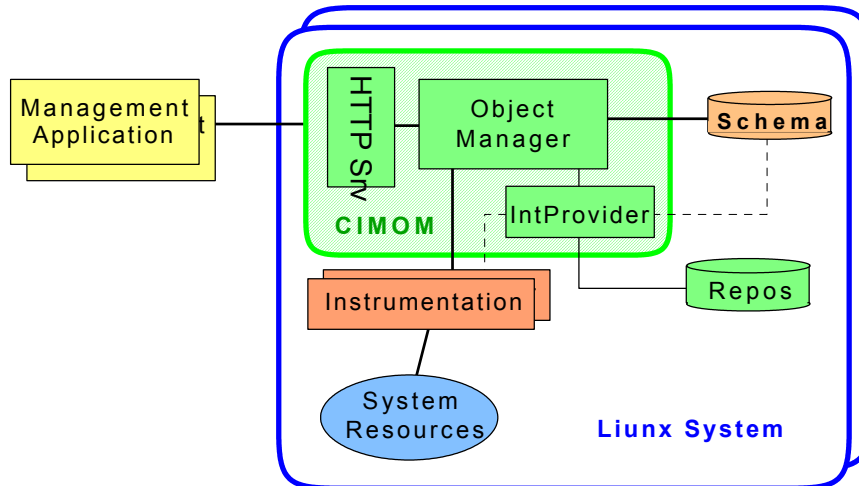 Management
Application
t
HTTP Srv
Object
Manager
Schema
IntProvider
CIMOM
Instrumentation
Repos
System
Resources
Liunx System